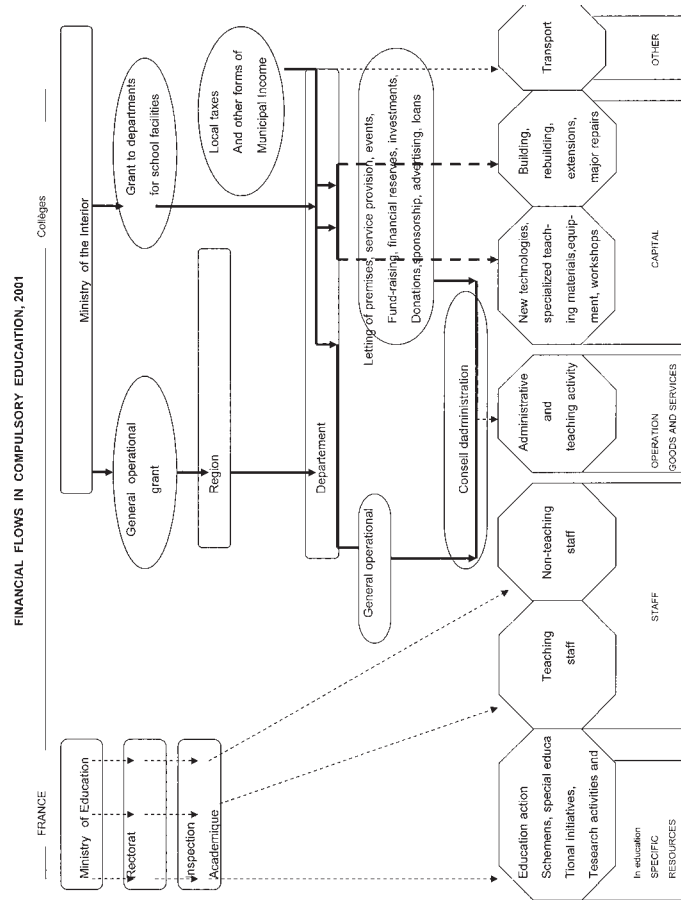 FINANCIAL FLOWS IN COMPULSORY EDUCAITION, 2001
FRANCE
Collèges
Ministry of Education
Ministry of the Interior
Rectorat
General operational
grant
Grant to departments
for school facilities
Inspection
Academique
Region
Local taxes
And other forms of
Municipal Income
Departement
General operational
Letting of premises, service provision, events,
Fund-raising, financial reserves, investments,
Donations,sponsorship, advertising, loans
Conseil dadministration
Education action
Schemens, special educa
Tional initiatives,
Tesearch activities and
Teaching
staff
Non-teaching
staff
Administrative
and
teaching activity
New technologies,
specialized teach-
ing materials,equip-
ment, workshops
Building,
rebuilding,
extensions,
major repairs
Transport
In education
SPECIFIC
RESOURCES
STAFF
OPERATION
GOODS AND SERVICES
CAPITAL
OTHER